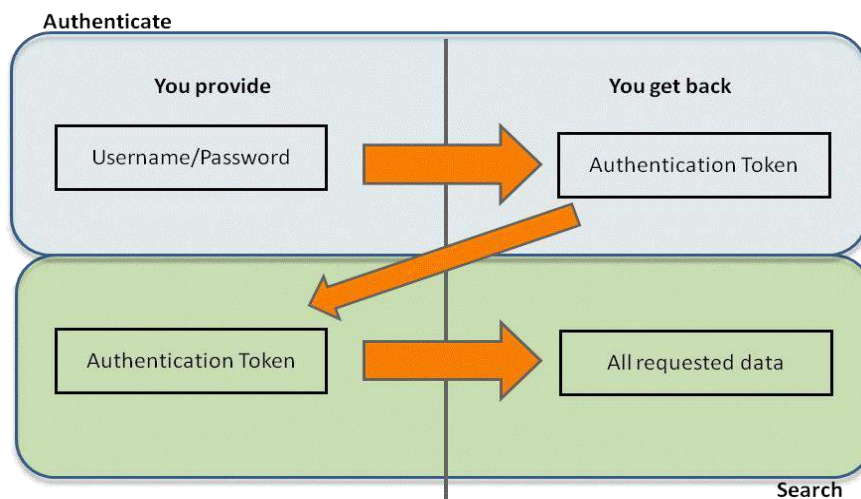 Authenticate
You provide
You get back
Username/Password
Authentication Token
Authentication Token
All requested data
Search